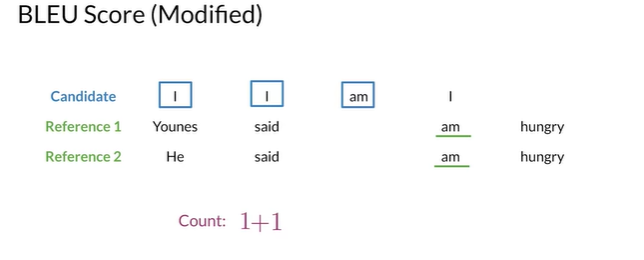 BLEU Score (Modified)
Candidate I I am I
Reference 1 Younes said am hungry
Reference 2 He said am hungry
Count: 1+1